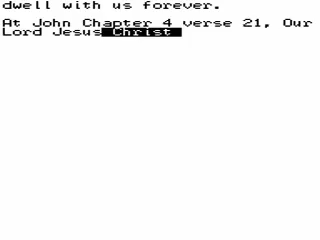 dwell with us forever.
At John Chapter 4 verse 21, Our
Lord Jesus Christ